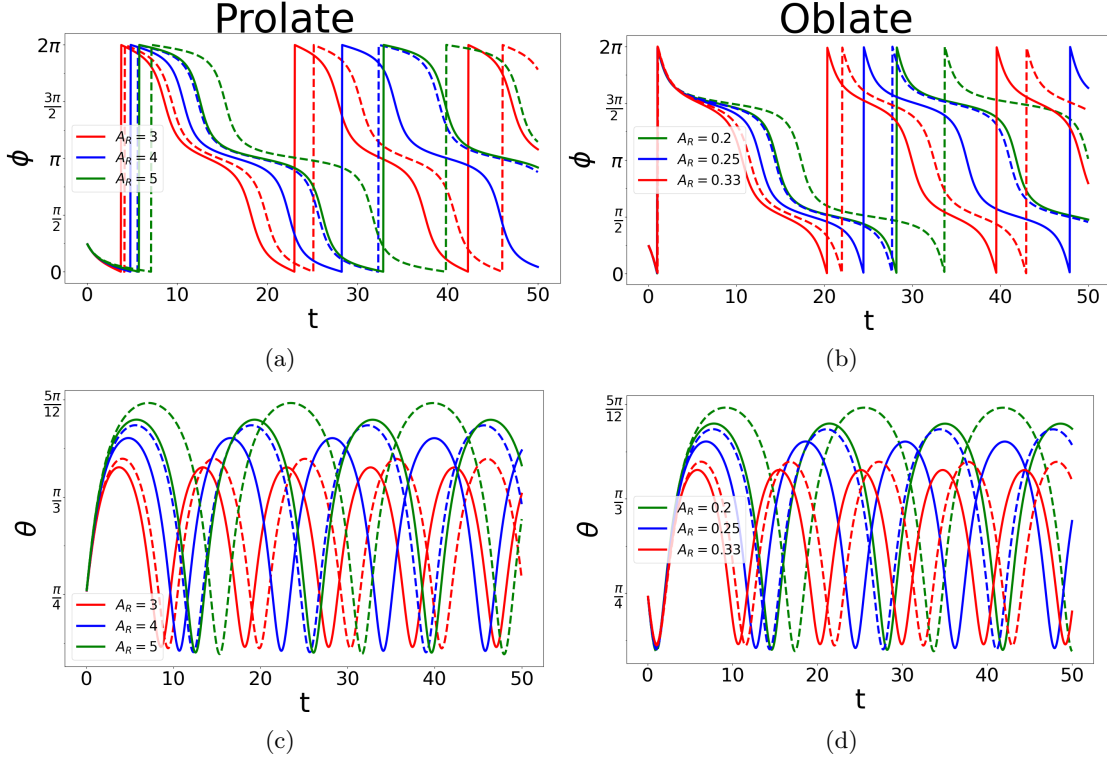 Prolate
Oblate
2π
3π/2
π
π/2
0
ϕ
A_R = 3
A_R = 4
A_R = 5
0 10 20 30 40 50
t
(a)
2π
3π/2
π
π/2
0
ϕ
A_R = 0.2
A_R = 0.25
A_R = 0.33
0 10 20 30 40 50
t
(b)
5π/12
π/3
π/4
θ
A_R = 3
A_R = 4
A_R = 5
0 10 20 30 40 50
t
(c)
5π/12
π/3
π/4
θ
A_R = 0.2
A_R = 0.25
A_R = 0.33
0 10 20 30 40 50
t
(d)